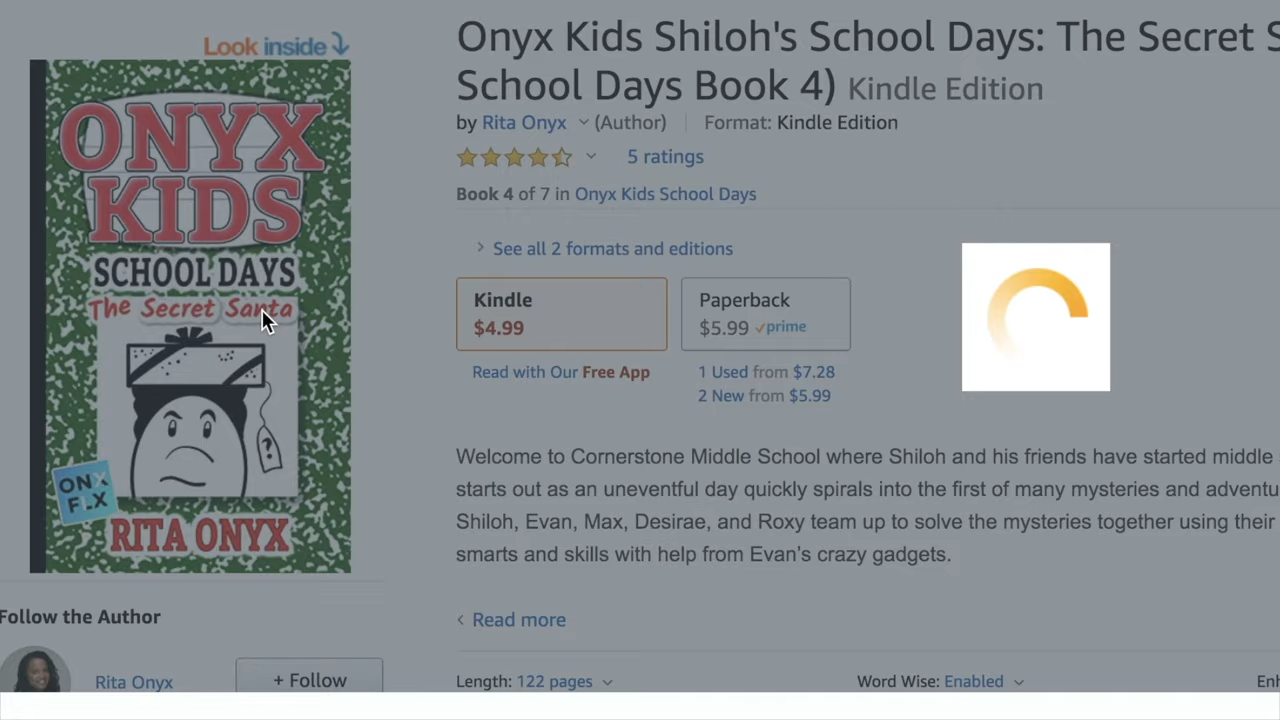 Look inside
ONYX
KIDS
SCHOOL DAYS
The Secret Santa
?
ONX
FLX
RITA ONYX
Follow the Author
Rita Onyx
+ Follow
Onyx Kids Shiloh's School Days: The Secret S
School Days Book 4) Kindle Edition
by Rita Onyx (Author) Format: Kindle Edition
5 ratings
Book 4 of 7 in Onyx Kids School Days
See all 2 formats and editions
Kindle
$4.99
Read with Our Free App
Paperback
$5.99 prime
1 Used from $7.28
2 New from $5.99
Welcome to Cornerstone Middle School where Shiloh and his friends have started middle
starts out as an uneventful day quickly spirals into the first of many mysteries and adventu
Shiloh, Evan, Max, Desirae, and Roxy team up to solve the mysteries together using their
smarts and skills with help from Evan's crazy gadgets.
Read more
Length: 122 pages
Word Wise: Enabled
Enh